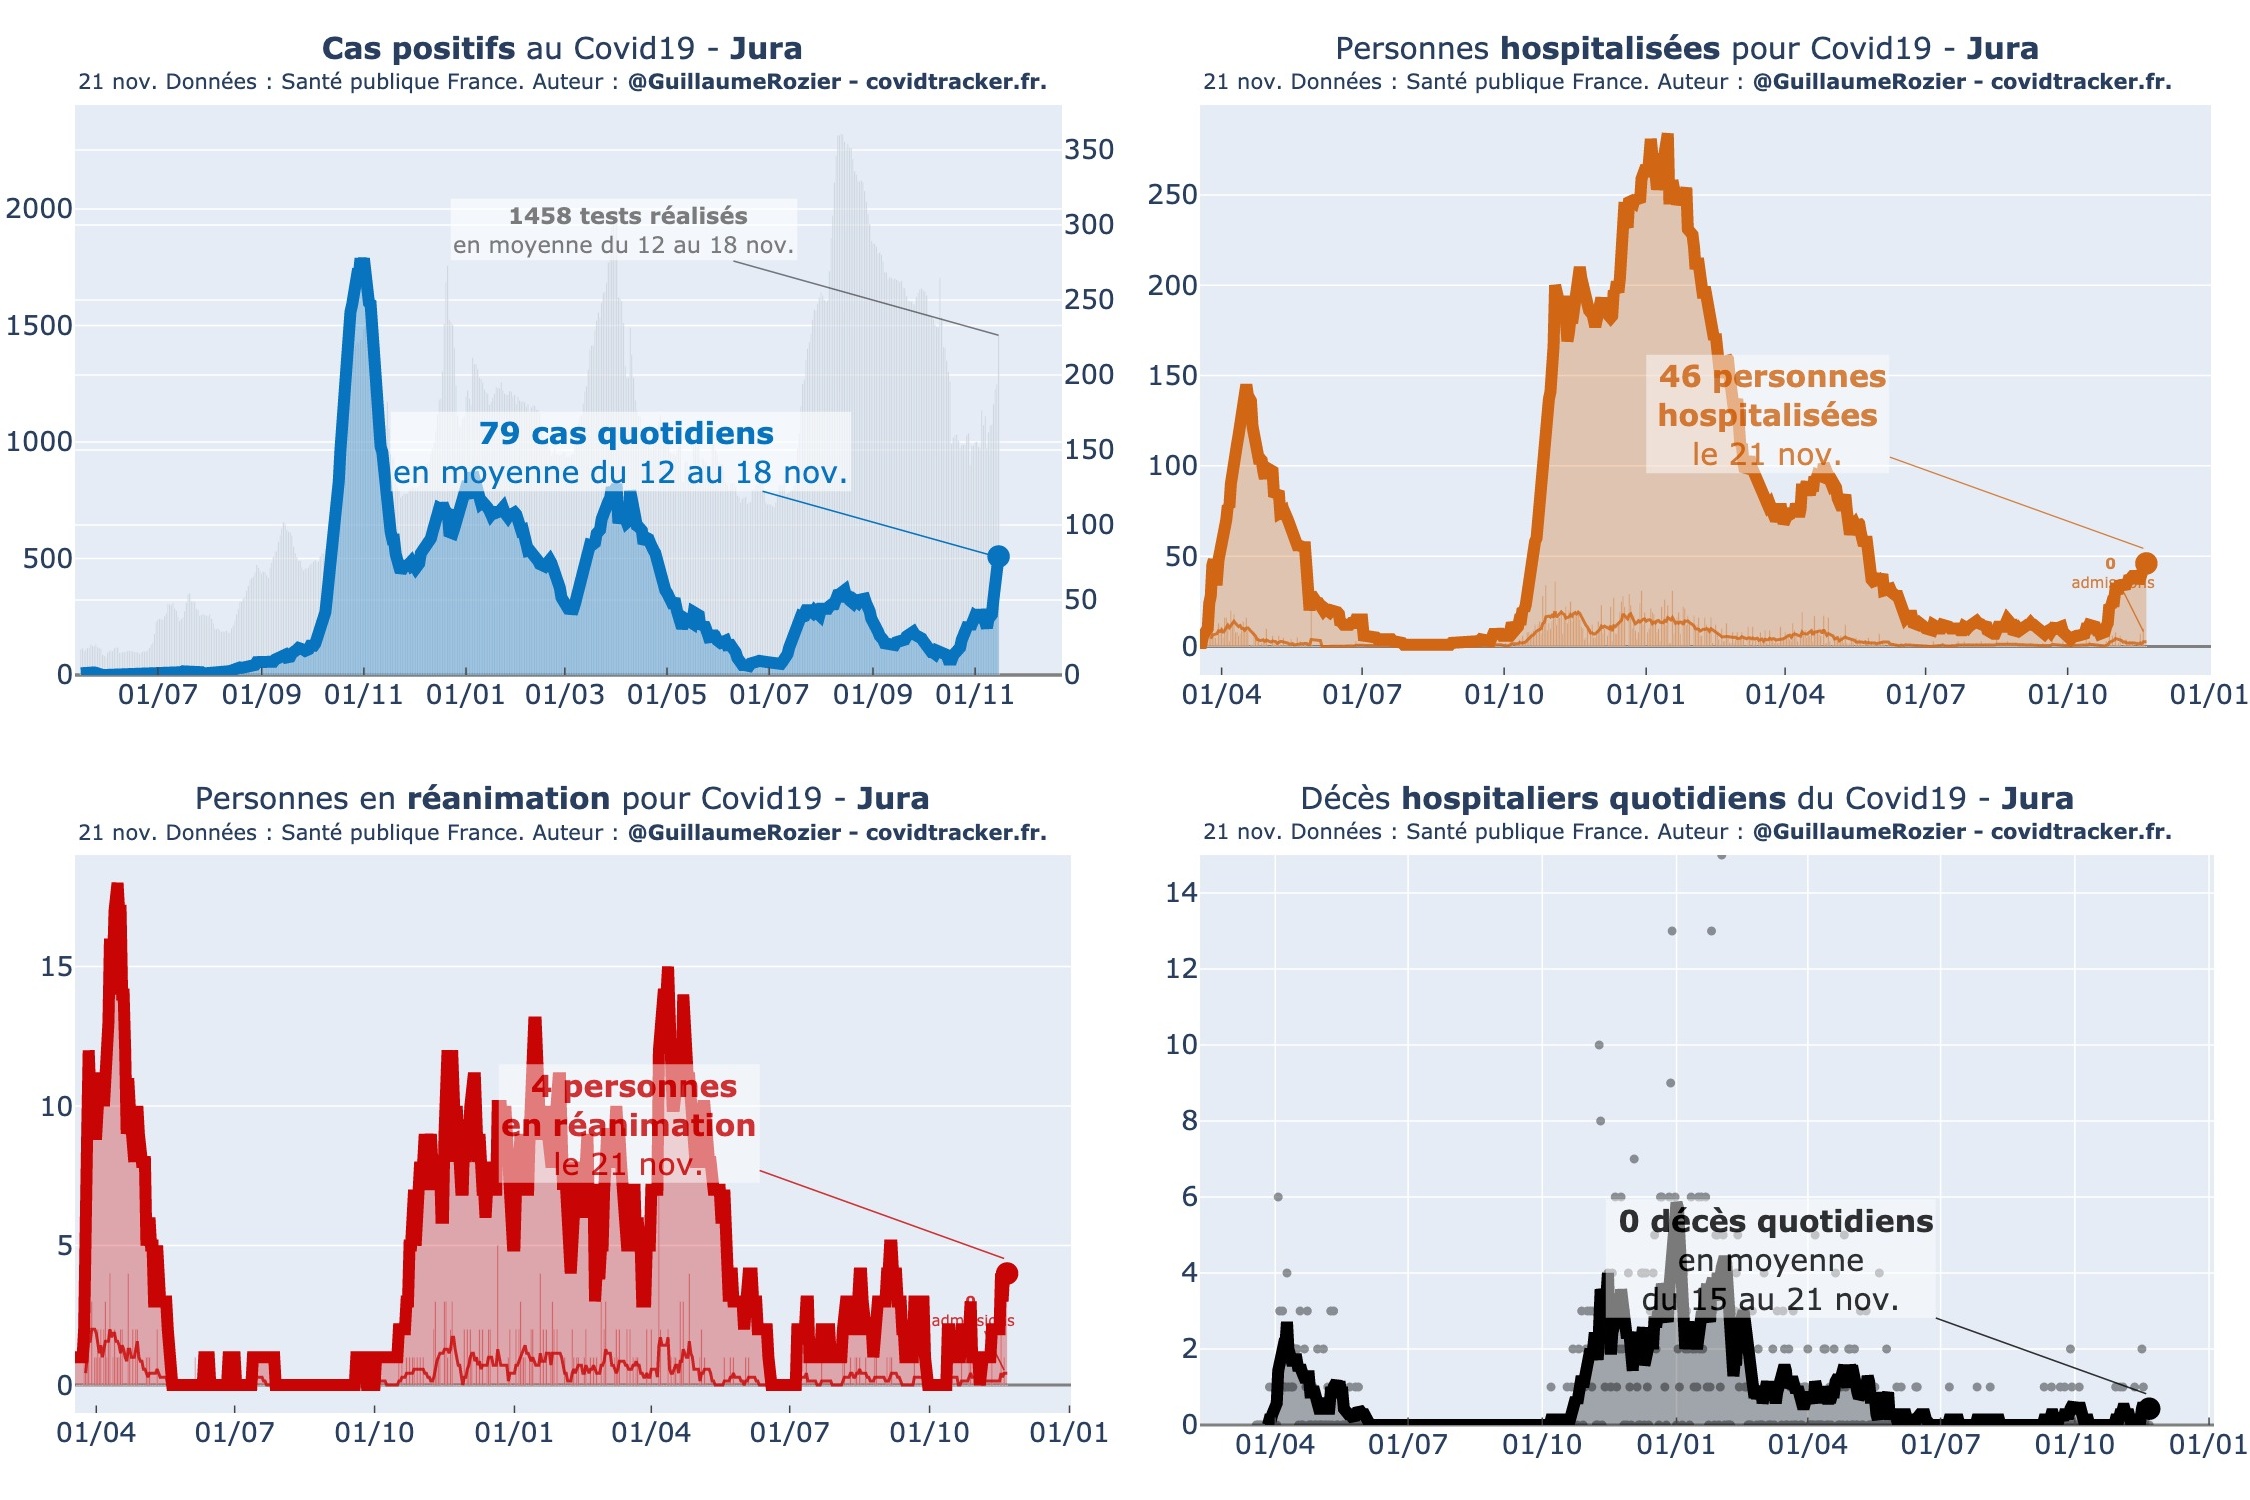 Cas positifs au Covid19 - Jura
21 nov. Données : Santé publique France. Auteur : @GuillaumeRozier - covidtracker.fr.
350
2000
300
1500
250
200
1000
150
100
500
50
0
0
1458 tests réalisés
en moyenne du 12 au 18 nov.
79 cas quotidiens
en moyenne du 12 au 18 nov.
01/07 01/09 01/11 01/01 01/03 01/05 01/07 01/09 01/11
Personnes hospitalisées pour Covid19 - Jura
21 nov. Données : Santé publique France. Auteur : @GuillaumeRozier - covidtracker.fr.
250
200
150
100
50
0
46 personnes
hospitalisées
le 21 nov.
0
admissions
01/04 01/07 01/10 01/01 01/04 01/07 01/10 01/01
Personnes en réanimation pour Covid19 - Jura
21 nov. Données : Santé publique France. Auteur : @GuillaumeRozier - covidtracker.fr.
15
10
5
0
4 personnes
en réanimation
le 21 nov.
0
admissions
01/04 01/07 01/10 01/01 01/04 01/07 01/10 01/01
Décès hospitaliers quotidiens du Covid19 - Jura
21 nov. Données : Santé publique France. Auteur : @GuillaumeRozier - covidtracker.fr.
14
12
10
8
6
4
2
0
0 décès quotidiens
en moyenne
du 15 au 21 nov.
01/04 01/07 01/10 01/01 01/04 01/07 01/10 01/01